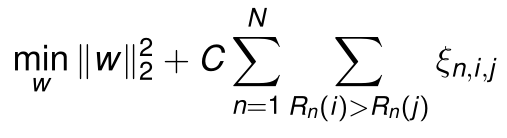 min_w ‖w‖₂² + C ∑_{n=1}^{N} ∑_{R_n(i)>R_n(j)} ξ_{n,i,j}